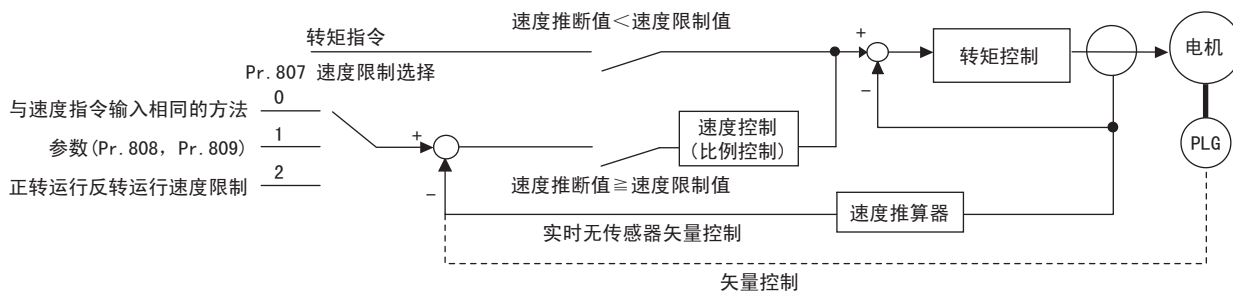 速度推断值＜速度限制值
转矩指令
Pr.807 速度限制选择
与速度指令输入相同的方法
0
参数(Pr.808, Pr.809)
1
正转运行反转运行速度限制
2
+
−
速度控制
(比例控制)
速度推断值≧速度限制值
+
−
转矩控制
电机
PLG
速度推算器
实时无传感器矢量控制
矢量控制